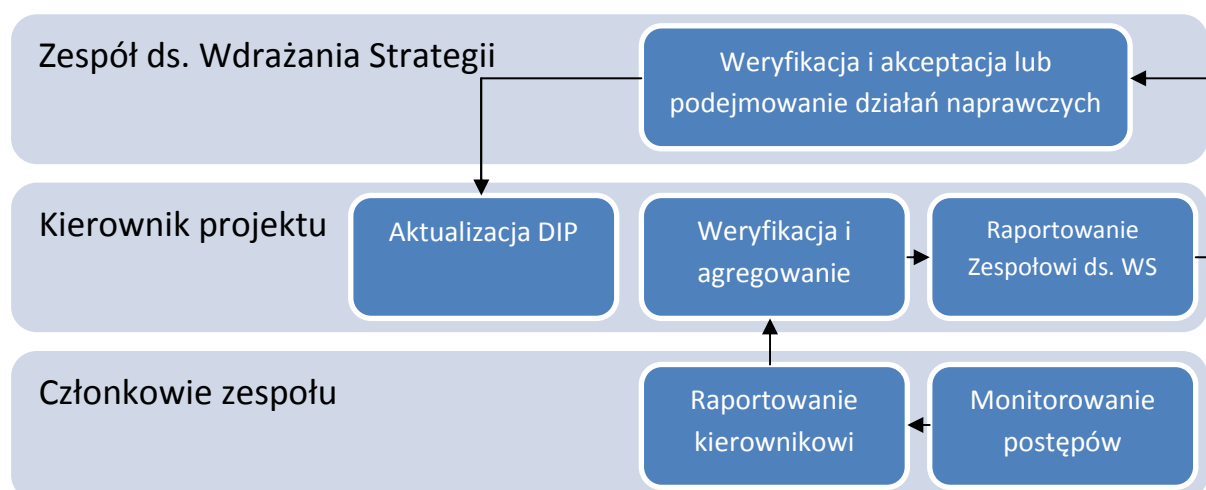 Zespół ds. Wdrażania Strategii
Weryfikacja i akceptacja lub
podejmowanie działań naprawczych
Kierownik projektu
Aktualizacja DIP
Weryfikacja i
agregowanie
Raportowanie
Zespołowi ds. WS
Członkowie zespołu
Raportowanie
kierownikowi
Monitorowanie
postępów